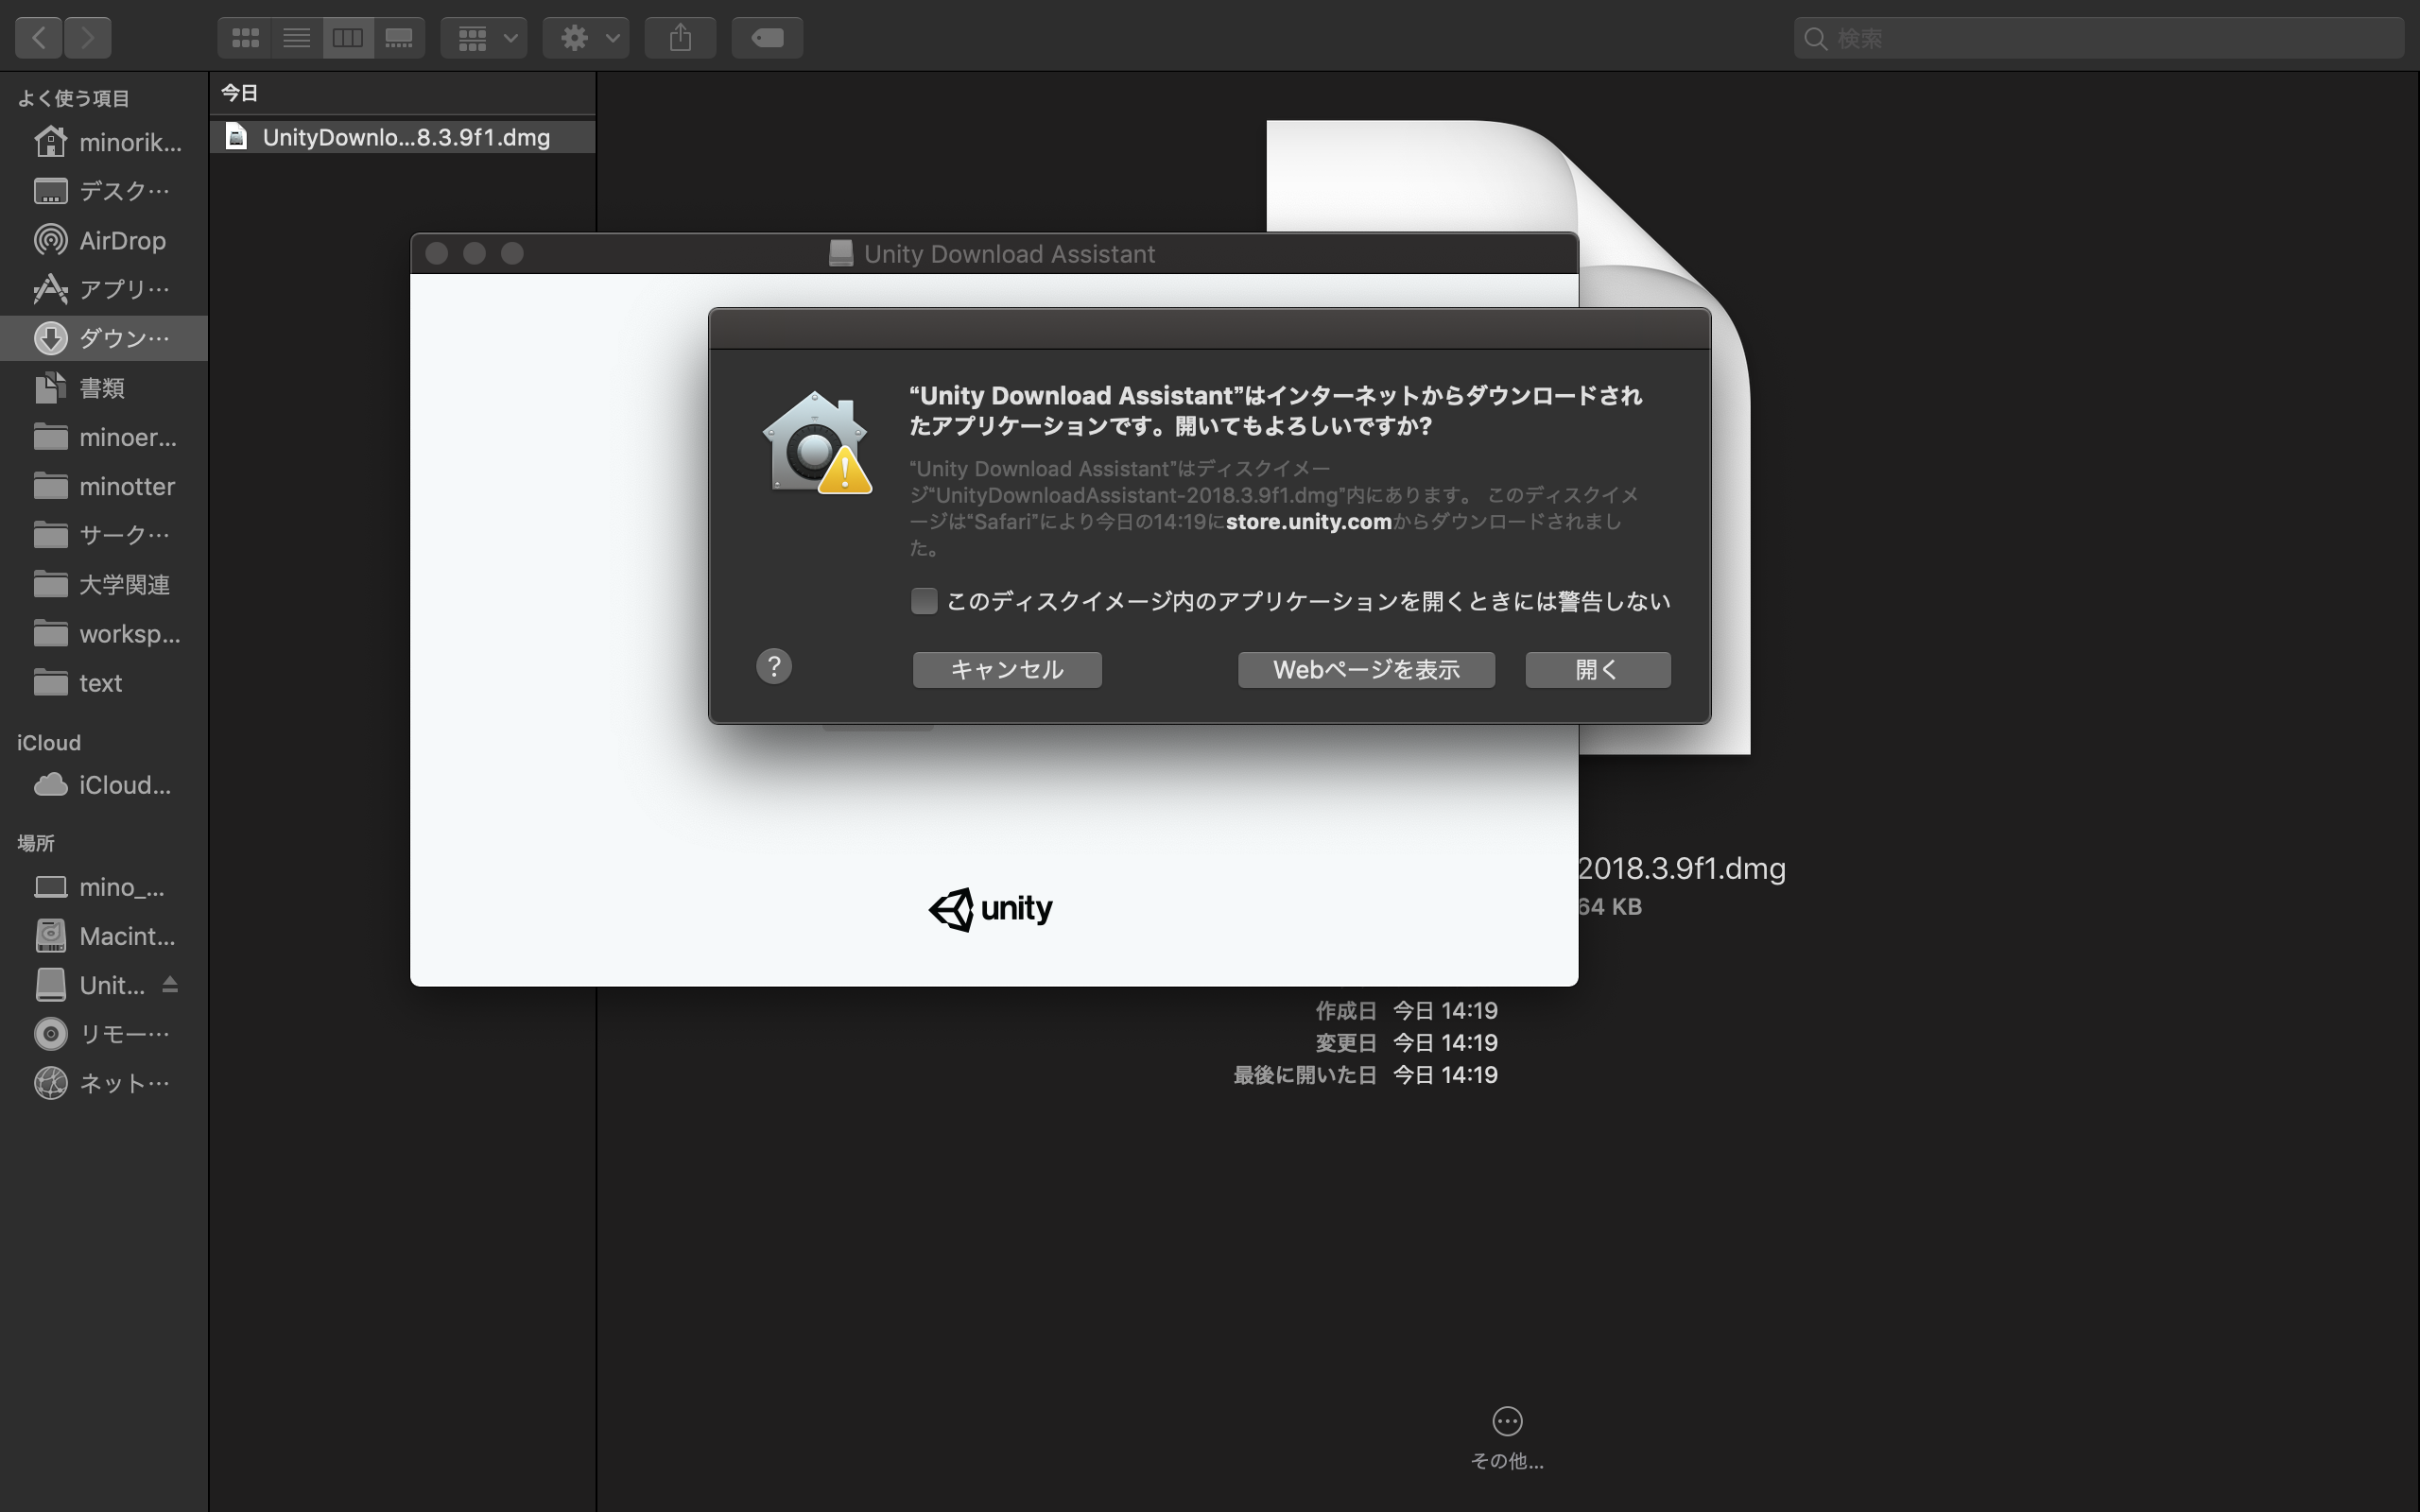 検索
よく使う項目
minorik...
デスク…
AirDrop
アプリ…
ダウン…
書類
minoer...
minotter
サーク…
大学関連
worksp...
text
iCloud
iCloud...
場所
mino_...
Macint...
Unit...
リモー…
ネット…
今日
UnityDownlo...8.3.9f1.dmg
Unity Download Assistant
“Unity Download Assistant”はインターネットからダウンロードされ
たアプリケーションです。開いてもよろしいですか?
“Unity Download Assistant”はディスクイメー
ジ“UnityDownloadAssistant-2018.3.9f1.dmg”内にあります。 このディスクイメ
ージは“Safari”により今日の14:19にstore.unity.comからダウンロードされまし
た。
このディスクイメージ内のアプリケーションを開くときには警告しない
?
キャンセル
Webページを表示
開く
unity
2018.3.9f1.dmg
64 KB
作成日 今日 14:19
変更日 今日 14:19
最後に開いた日 今日 14:19
その他...